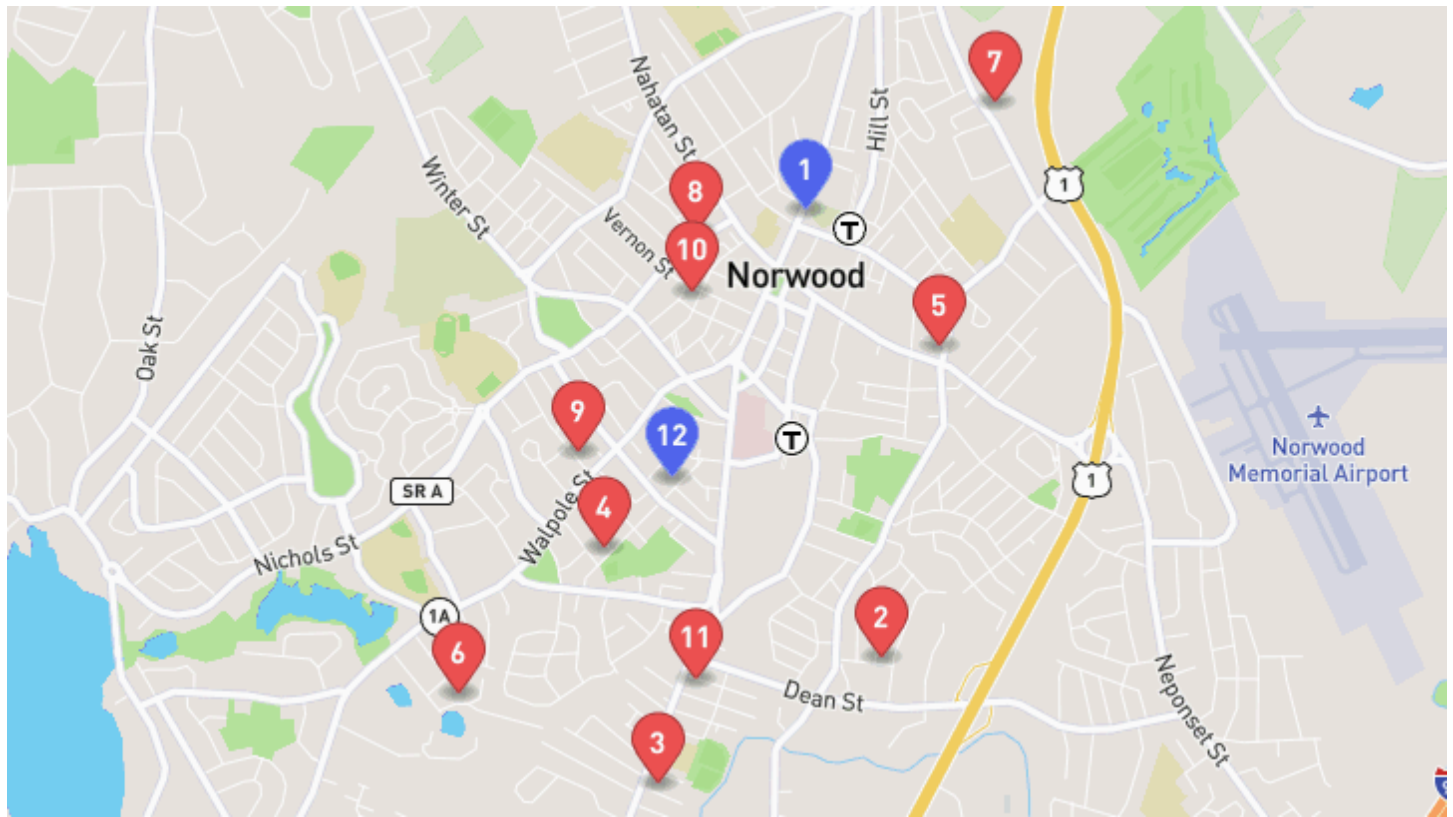 7
Nahatan St
Hill St
1
8
1
Winter St
Vernon St
10
Norwood
T
5
Oak St
9
12
T
Norwood
Memorial Airport
SR A
1
4
Walpole St
Nichols St
1A
2
11
6
Dean St
Neponset St
3